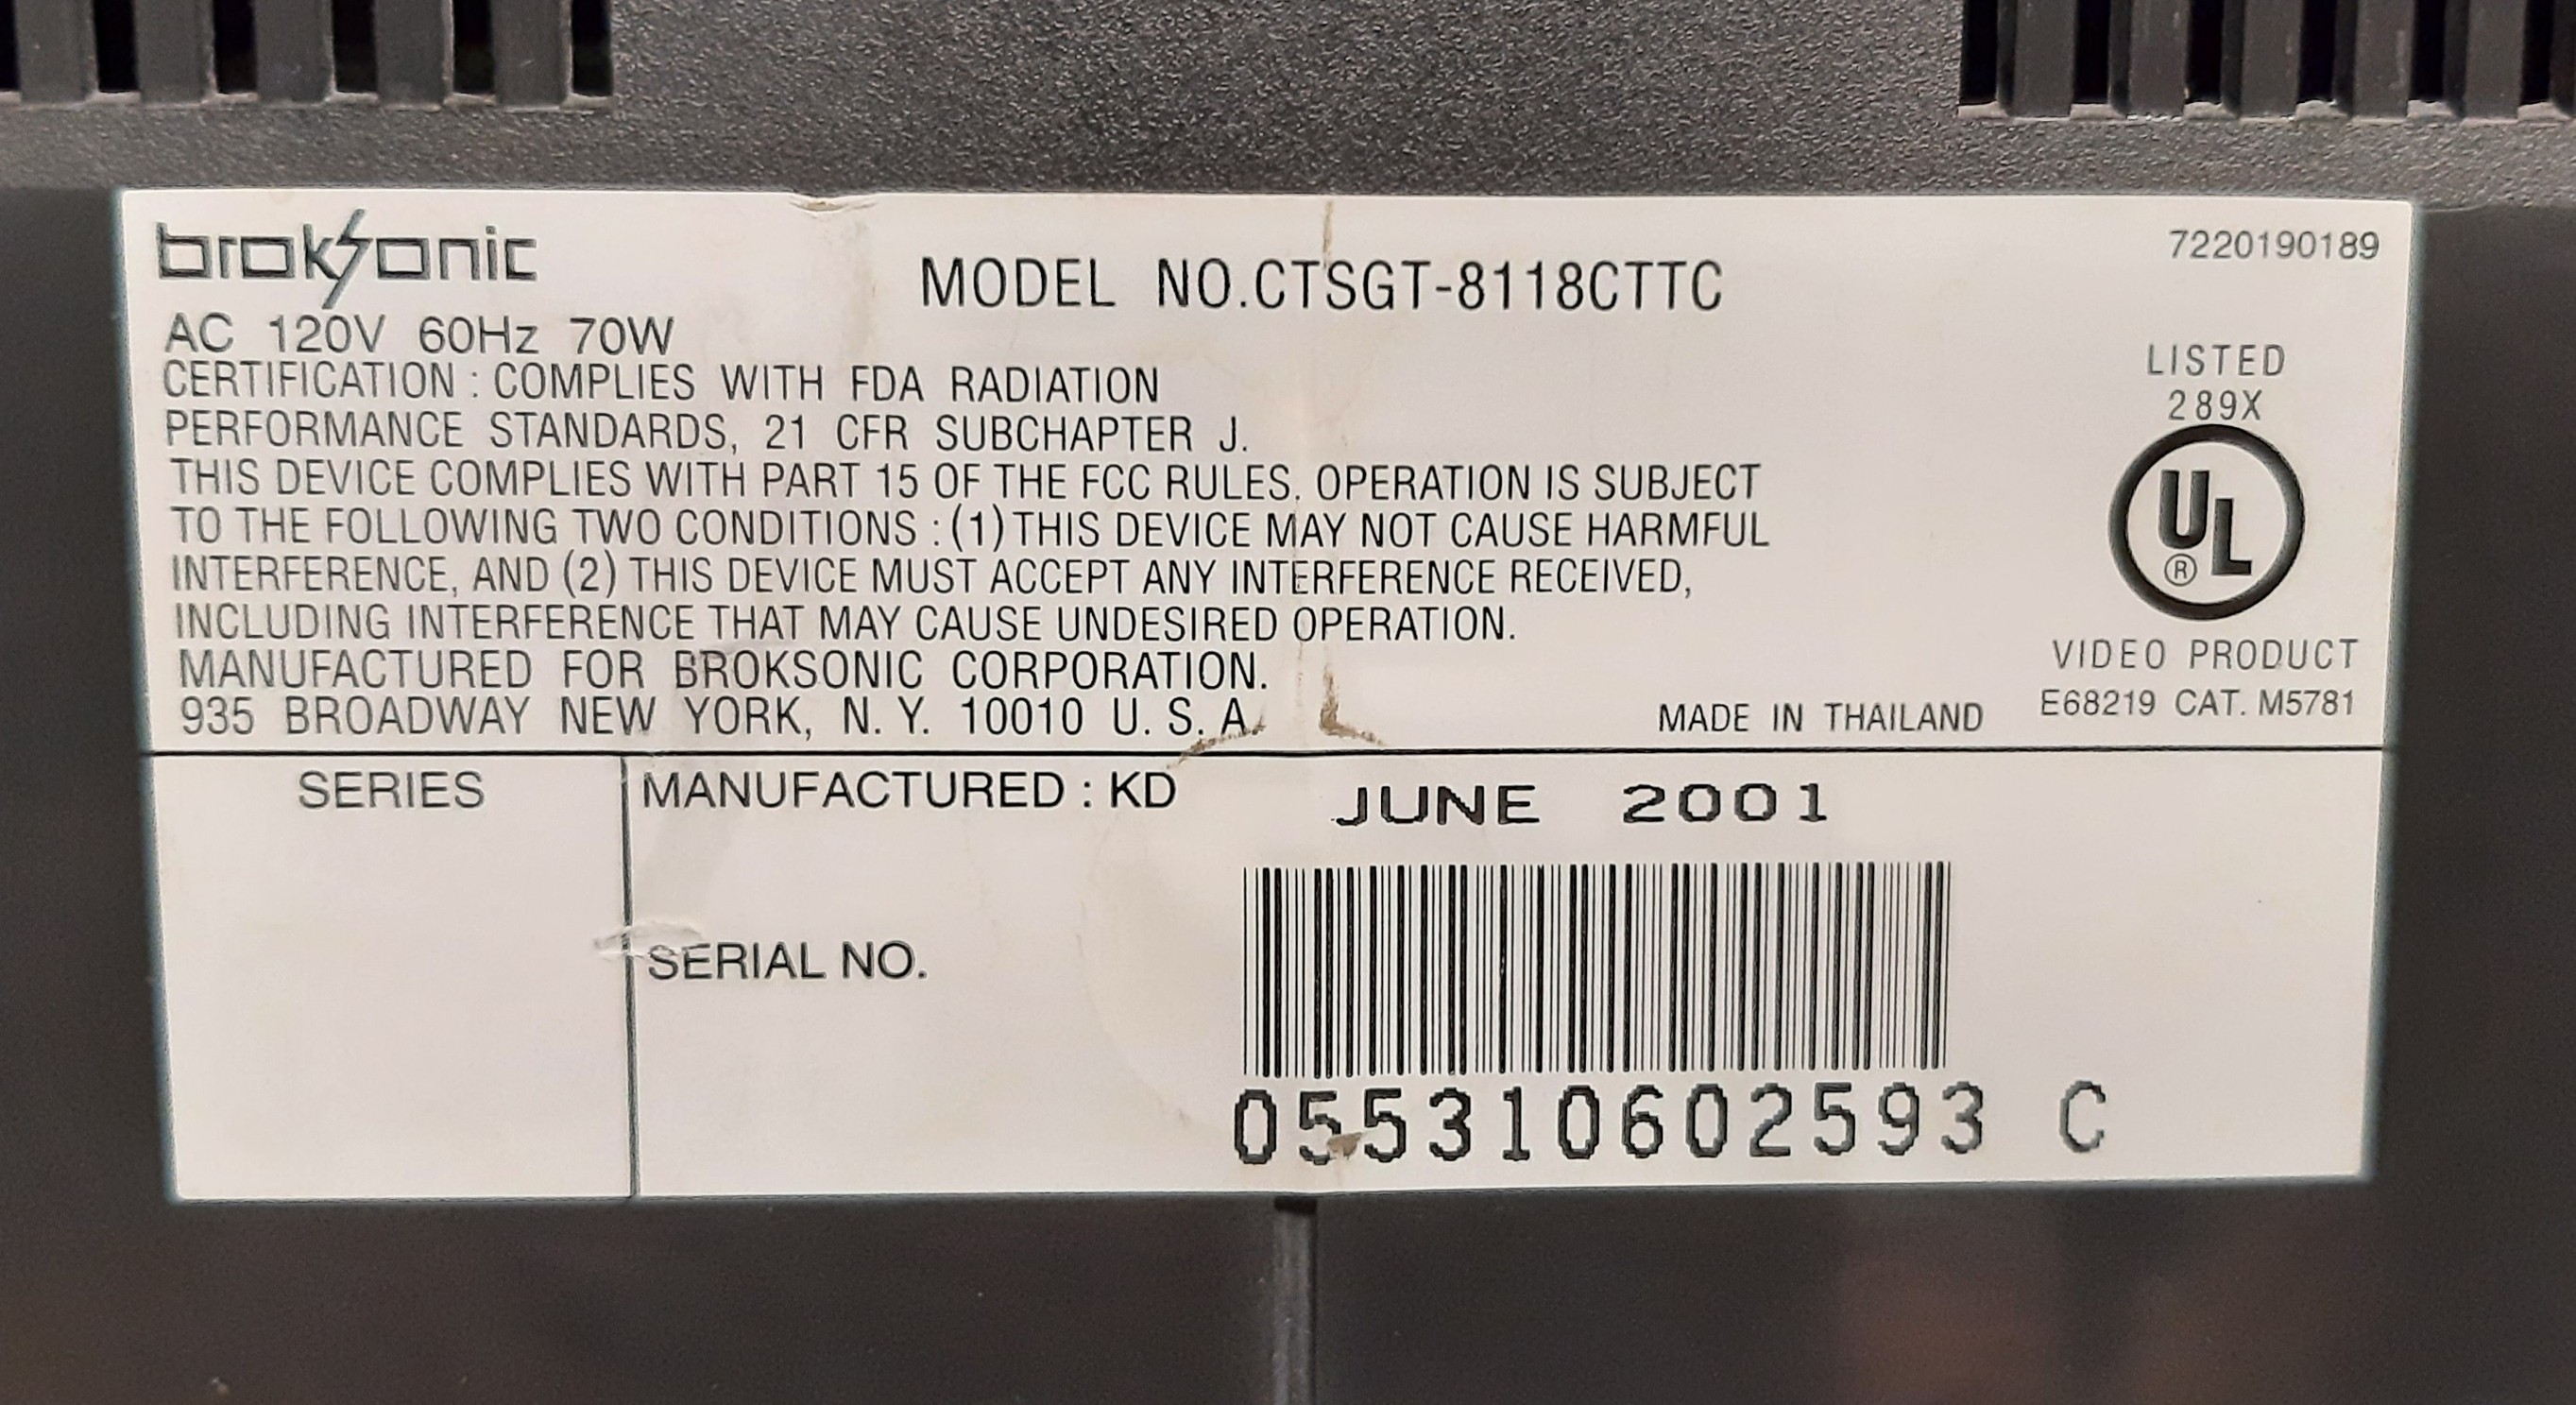 broksonic
MODEL NO.CTSGT-8118CTTC
7220190189
AC 120V 60Hz 70W
CERTIFICATION : COMPLIES WITH FDA RADIATION
PERFORMANCE STANDARDS, 21 CFR SUBCHAPTER J.
THIS DEVICE COMPLIES WITH PART 15 OF THE FCC RULES. OPERATION IS SUBJECT
TO THE FOLLOWING TWO CONDITIONS : (1) THIS DEVICE MAY NOT CAUSE HARMFUL
INTERFERENCE, AND (2) THIS DEVICE MUST ACCEPT ANY INTERFERENCE RECEIVED,
INCLUDING INTERFERENCE THAT MAY CAUSE UNDESIRED OPERATION.
MANUFACTURED FOR BROKSONIC CORPORATION.
935 BROADWAY NEW YORK, N. Y. 10010 U. S. A.
MADE IN THAILAND
LISTED
289X
UL
®
VIDEO PRODUCT
E68219 CAT. M5781
SERIES
MANUFACTURED : KD JUNE 2001
SERIAL NO.
055310602593 C